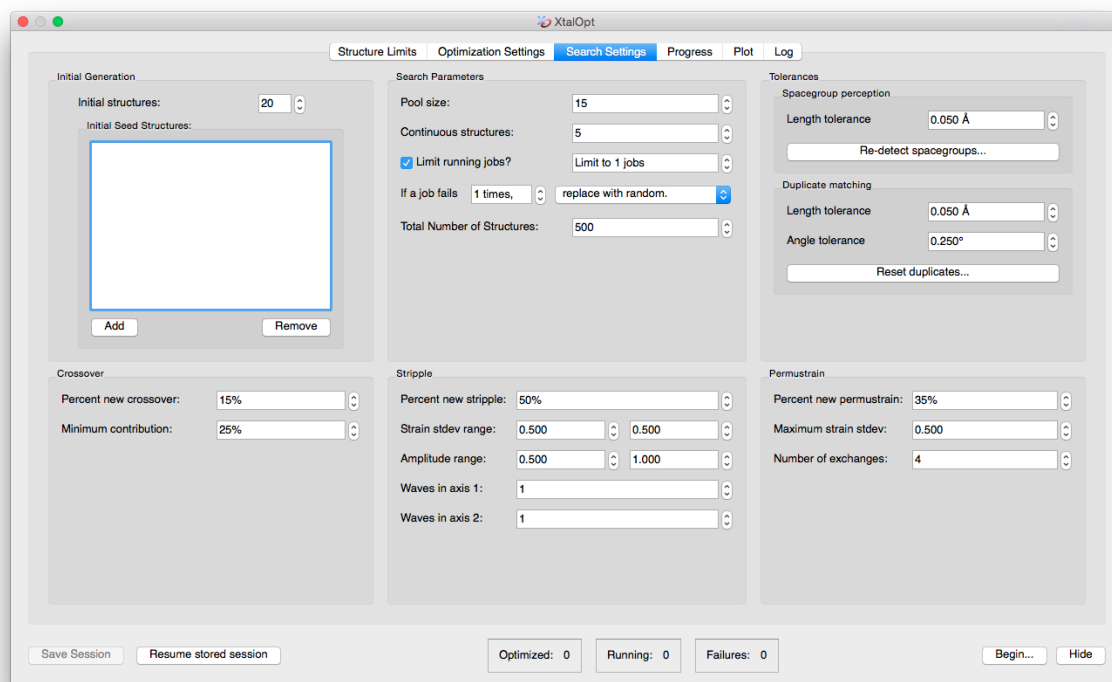 XtalOpt
Structure Limits Optimization Settings Search Settings Progress Plot Log
Initial Generation
Initial structures: 20
Initial Seed Structures:
Add Remove
Search Parameters
Pool size: 15
Continuous structures: 5
Limit running jobs? Limit to 1 jobs
If a job fails 1 times, replace with random.
Total Number of Structures: 500
Tolerances
Spacegroup perception
Length tolerance 0.050 Å
Re-detect spacegroups...
Duplicate matching
Length tolerance 0.050 Å
Angle tolerance 0.250°
Reset duplicates...
Crossover
Percent new crossover: 15%
Minimum contribution: 25%
Stripple
Percent new stripple: 50%
Strain stdev range: 0.500 0.500
Amplitude range: 0.500 1.000
Waves in axis 1: 1
Waves in axis 2: 1
Permustrain
Percent new permustrain: 35%
Maximum strain stdev: 0.500
Number of exchanges: 4
Save Session Resume stored session Optimized: 0 Running: 0 Failures: 0 Begin... Hide